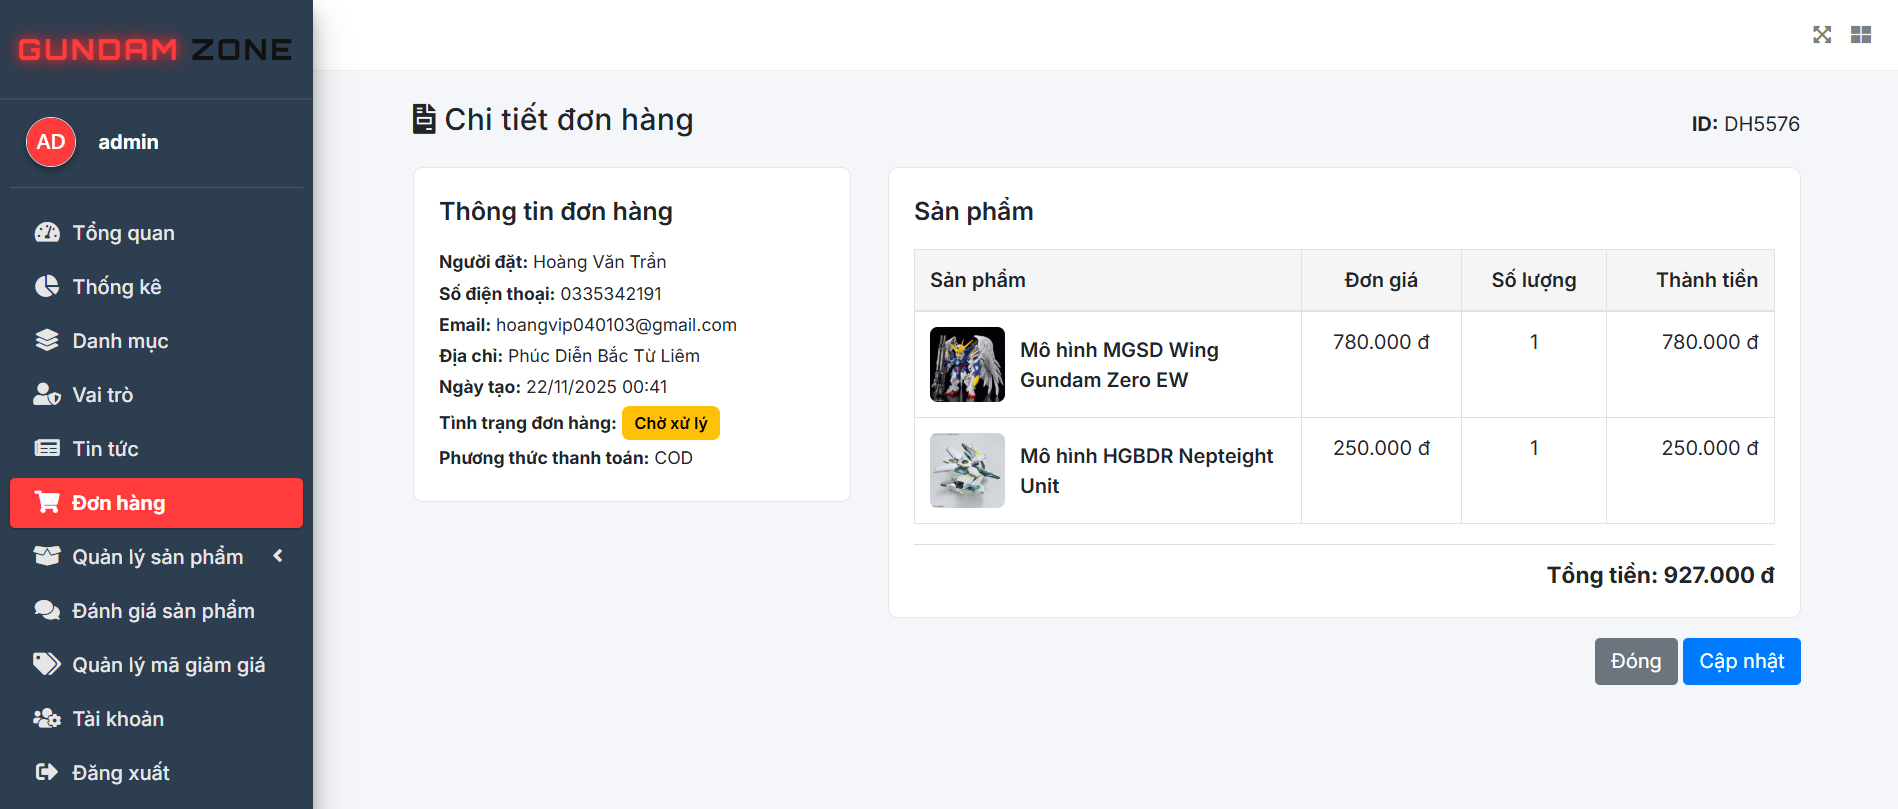 GUNDAM ZONE
AD
admin
Tổng quan
Thống kê
Danh mục
Vai trò
Tin tức
Đơn hàng
Quản lý sản phẩm
Đánh giá sản phẩm
Quản lý mã giảm giá
Tài khoản
Đăng xuất
Chi tiết đơn hàng
ID: DH5576
Thông tin đơn hàng
Người đặt: Hoàng Văn Trần
Số điện thoại: 0335342191
Email: hoangvip040103@gmail.com
Địa chỉ: Phúc Diễn Bắc Từ Liêm
Ngày tạo: 22/11/2025 00:41
Tình trạng đơn hàng: Chờ xử lý
Phương thức thanh toán: COD
Sản phẩm
Sản phẩm Đơn giá Số lượng Thành tiền
Mô hình MGSD Wing
Gundam Zero EW
780.000 đ 1 780.000 đ
Mô hình HGBDR Nepteight
Unit
250.000 đ 1 250.000 đ
Tổng tiền: 927.000 đ
Đóng
Cập nhật